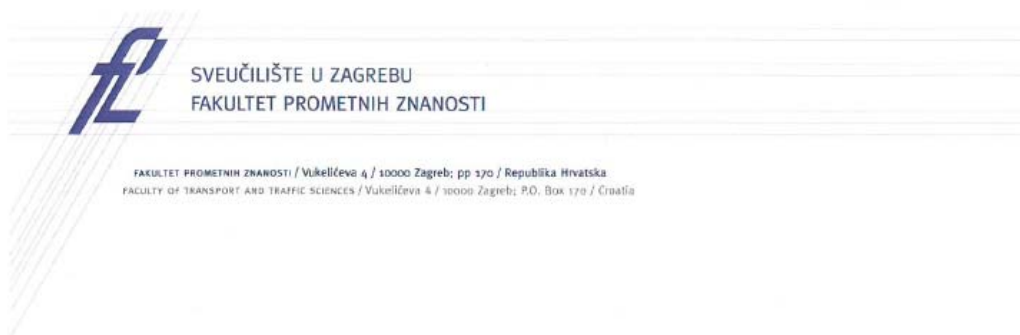 SVEUČILIŠTE U ZAGREBU
FAKULTET PROMETNIH ZNANOSTI
FAKULTET PROMETNIH ZNANOSTI / Vukelićeva 4 / 10000 Zagreb; pp 170 / Republika Hrvatska
FACULTY OF TRANSPORT AND TRAFFIC SCIENCES / Vukelićeva 4 / 10000 Zagreb; P.O. Box 170 / Croatia